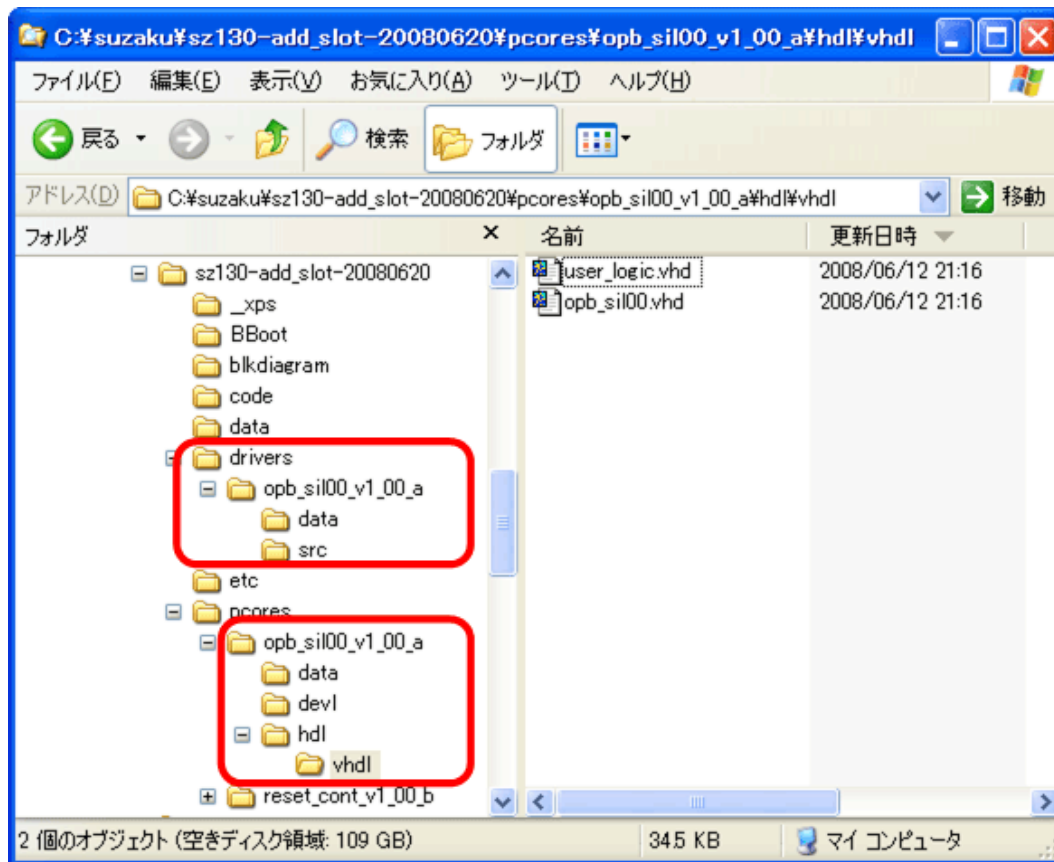 C:¥suzaku¥sz130-add_slot-20080620¥pcores¥opb_sil00_v1_00_a¥hdl¥vhdl
ファイル(F) 編集(E) 表示(V) お気に入り(A) ツール(T) ヘルプ(H)
戻る 検索 フォルダ
アドレス(D) C:¥suzaku¥sz130-add_slot-20080620¥pcores¥opb_sil00_v1_00_a¥hdl¥vhdl 移動
フォルダ
sz130-add_slot-20080620
_xps
BBoot
blkdiagram
code
data
drivers
opb_sil00_v1_00_a
data
src
etc
pcores
opb_sil00_v1_00_a
data
devl
hdl
vhdl
reset_cont_v1_00_b
名前 更新日時
user_logic.vhd 2008/06/12 21:16
opb_sil00.vhd 2008/06/12 21:16
2 個のオブジェクト (空きディスク領域: 109 GB) 34.5 KB マイ コンピュータ